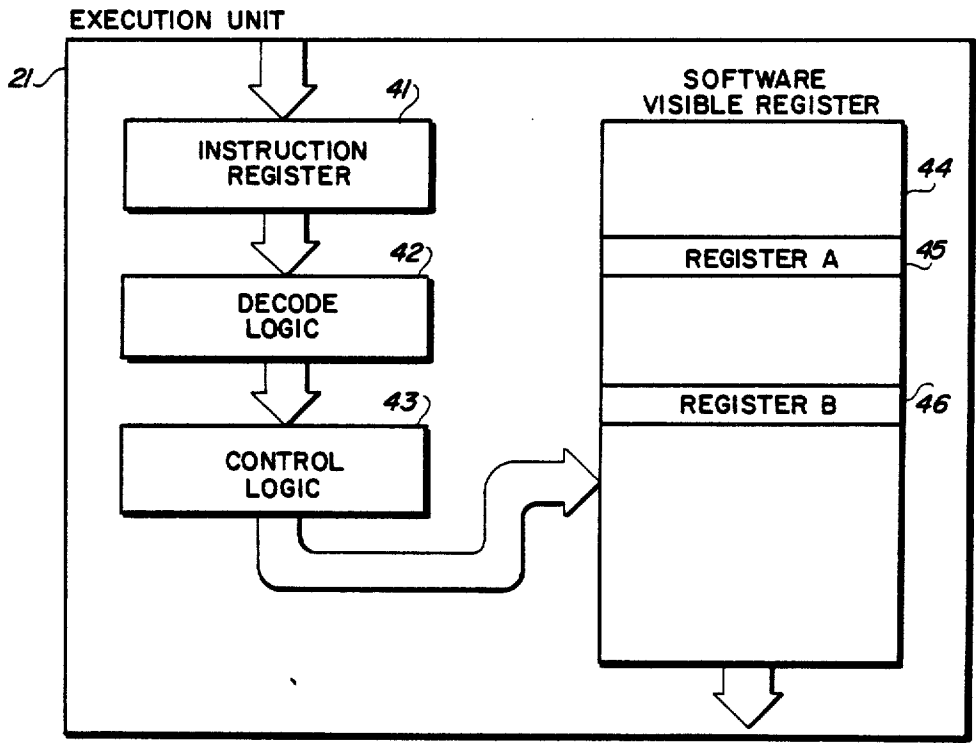 EXECUTION UNIT
21
41
INSTRUCTION
REGISTER
42
DECODE
LOGIC
43
CONTROL
LOGIC
SOFTWARE
VISIBLE REGISTER
44
REGISTER A
45
REGISTER B
46